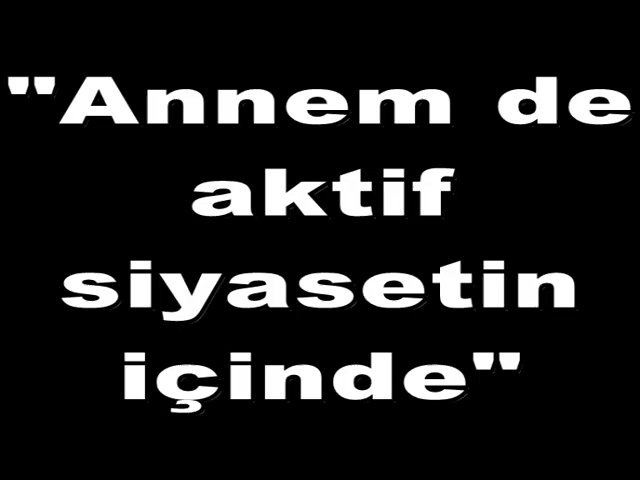 "Annem de
aktif
siyasetin
içinde"